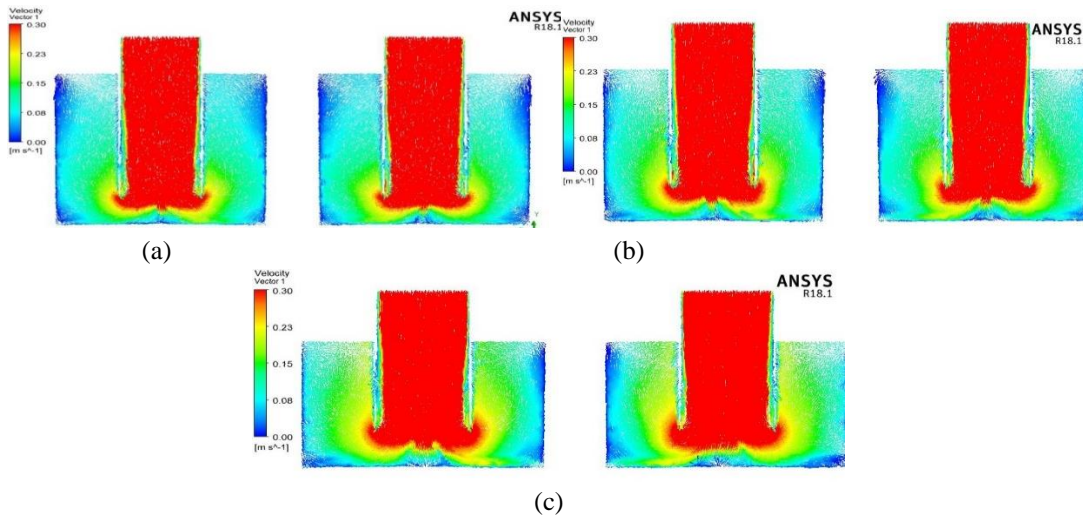 Velocity
Vector 1
0.30
0.23
0.15
0.08
0.00
[m s^-1]
ANSYS
R18.1
Y
(a)
Velocity
Vector 1
0.30
0.23
0.15
0.08
0.00
[m s^-1]
ANSYS
R18.1
(b)
Velocity
Vector 1
0.30
0.23
0.15
0.00
[m s^-1]
ANSYS
R18.1
0.08
(c)